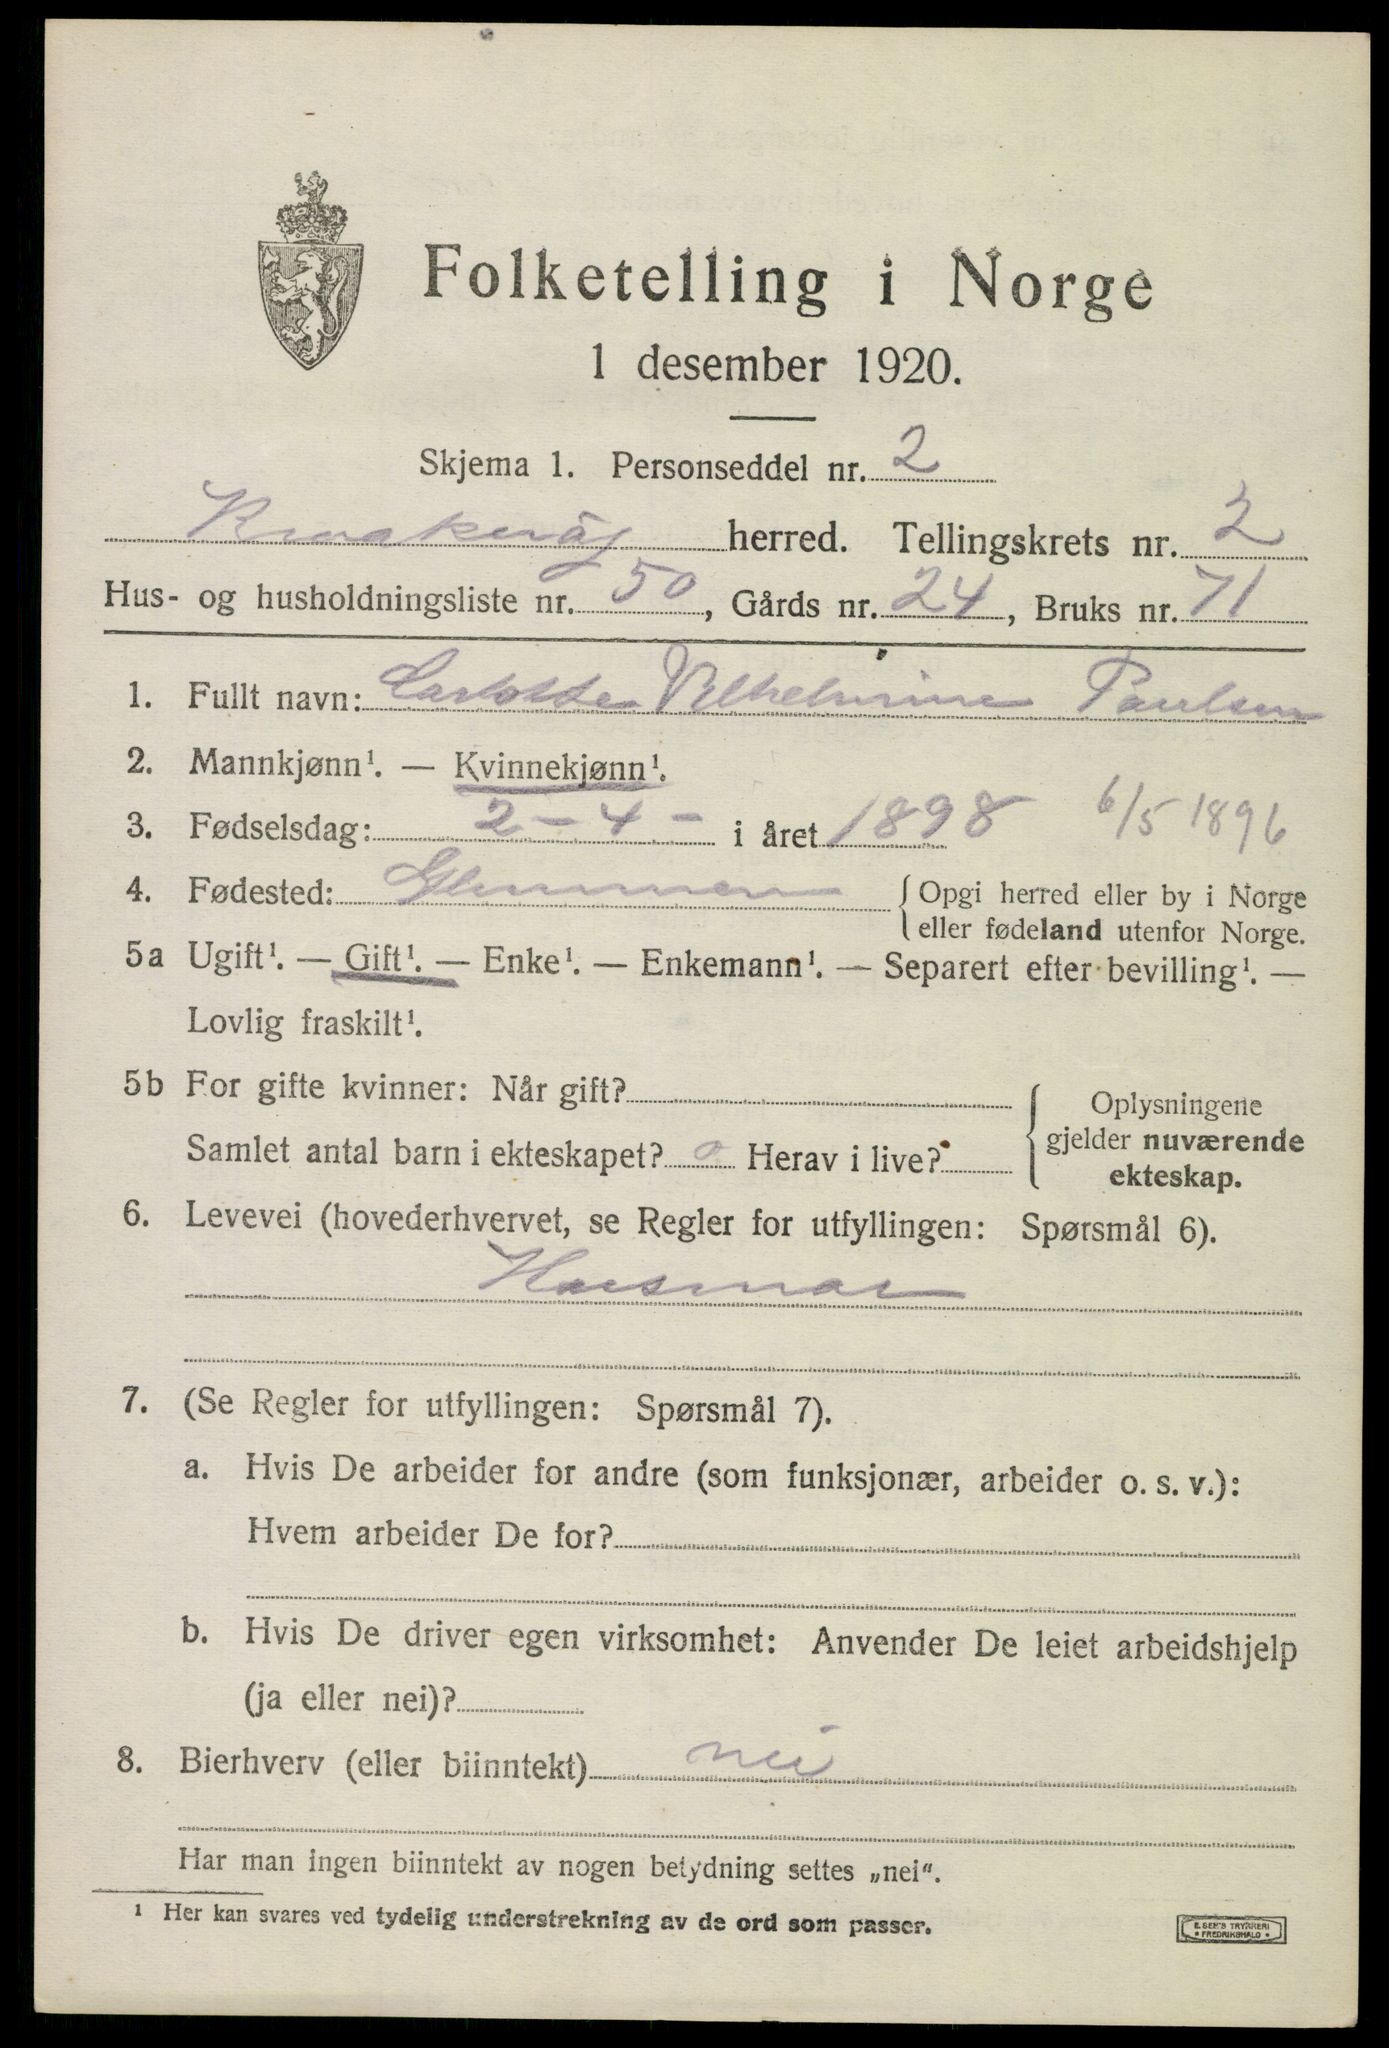 Folketelling i Norge
1 desember 1920.
Skjema 1. Personseddel nr. 2
Kraakerøy herred. Tellingskrets nr. 2
Hus- og husholdningsliste nr. 50, Gårds nr. 24, Bruks nr. 71
1. Fullt navn: Carlotte Vilhelmine Paulsen
2. Mannkjønn¹. — Kvinnekjønn¹.
3. Fødselsdag: 2 - 4 - i året 1898 6/5 1896
4. Fødested: Glemmen { Opgi herred eller by i Norge
eller fødeland utenfor Norge.
5a Ugift¹. — Gift¹. — Enke¹. — Enkemann¹. — Separert efter bevilling¹. —
Lovlig fraskilt¹.
5b For gifte kvinner: Når gift? { Oplysningene
gjelder nuværende
ekteskap.
Samlet antal barn i ekteskapet? o Herav i live?
6. Levevei (hovederhvervet, se Regler for utfyllingen: Spørsmål 6).
Husmor
7. (Se Regler for utfyllingen: Spørsmål 7).
a. Hvis De arbeider for andre (som funksjonær, arbeider o. s. v.):
Hvem arbeider De for?
b. Hvis De driver egen virksomhet: Anvender De leiet arbeidshjelp
(ja eller nei)?
8. Bierhverv (eller biinntekt) nei
Har man ingen biinntekt av nogen betydning settes „nei“.
¹ Her kan svares ved tydelig understrekning av de ord som passer.
E. SEM'S TRYKKERI
* FREDRIKSHALD *